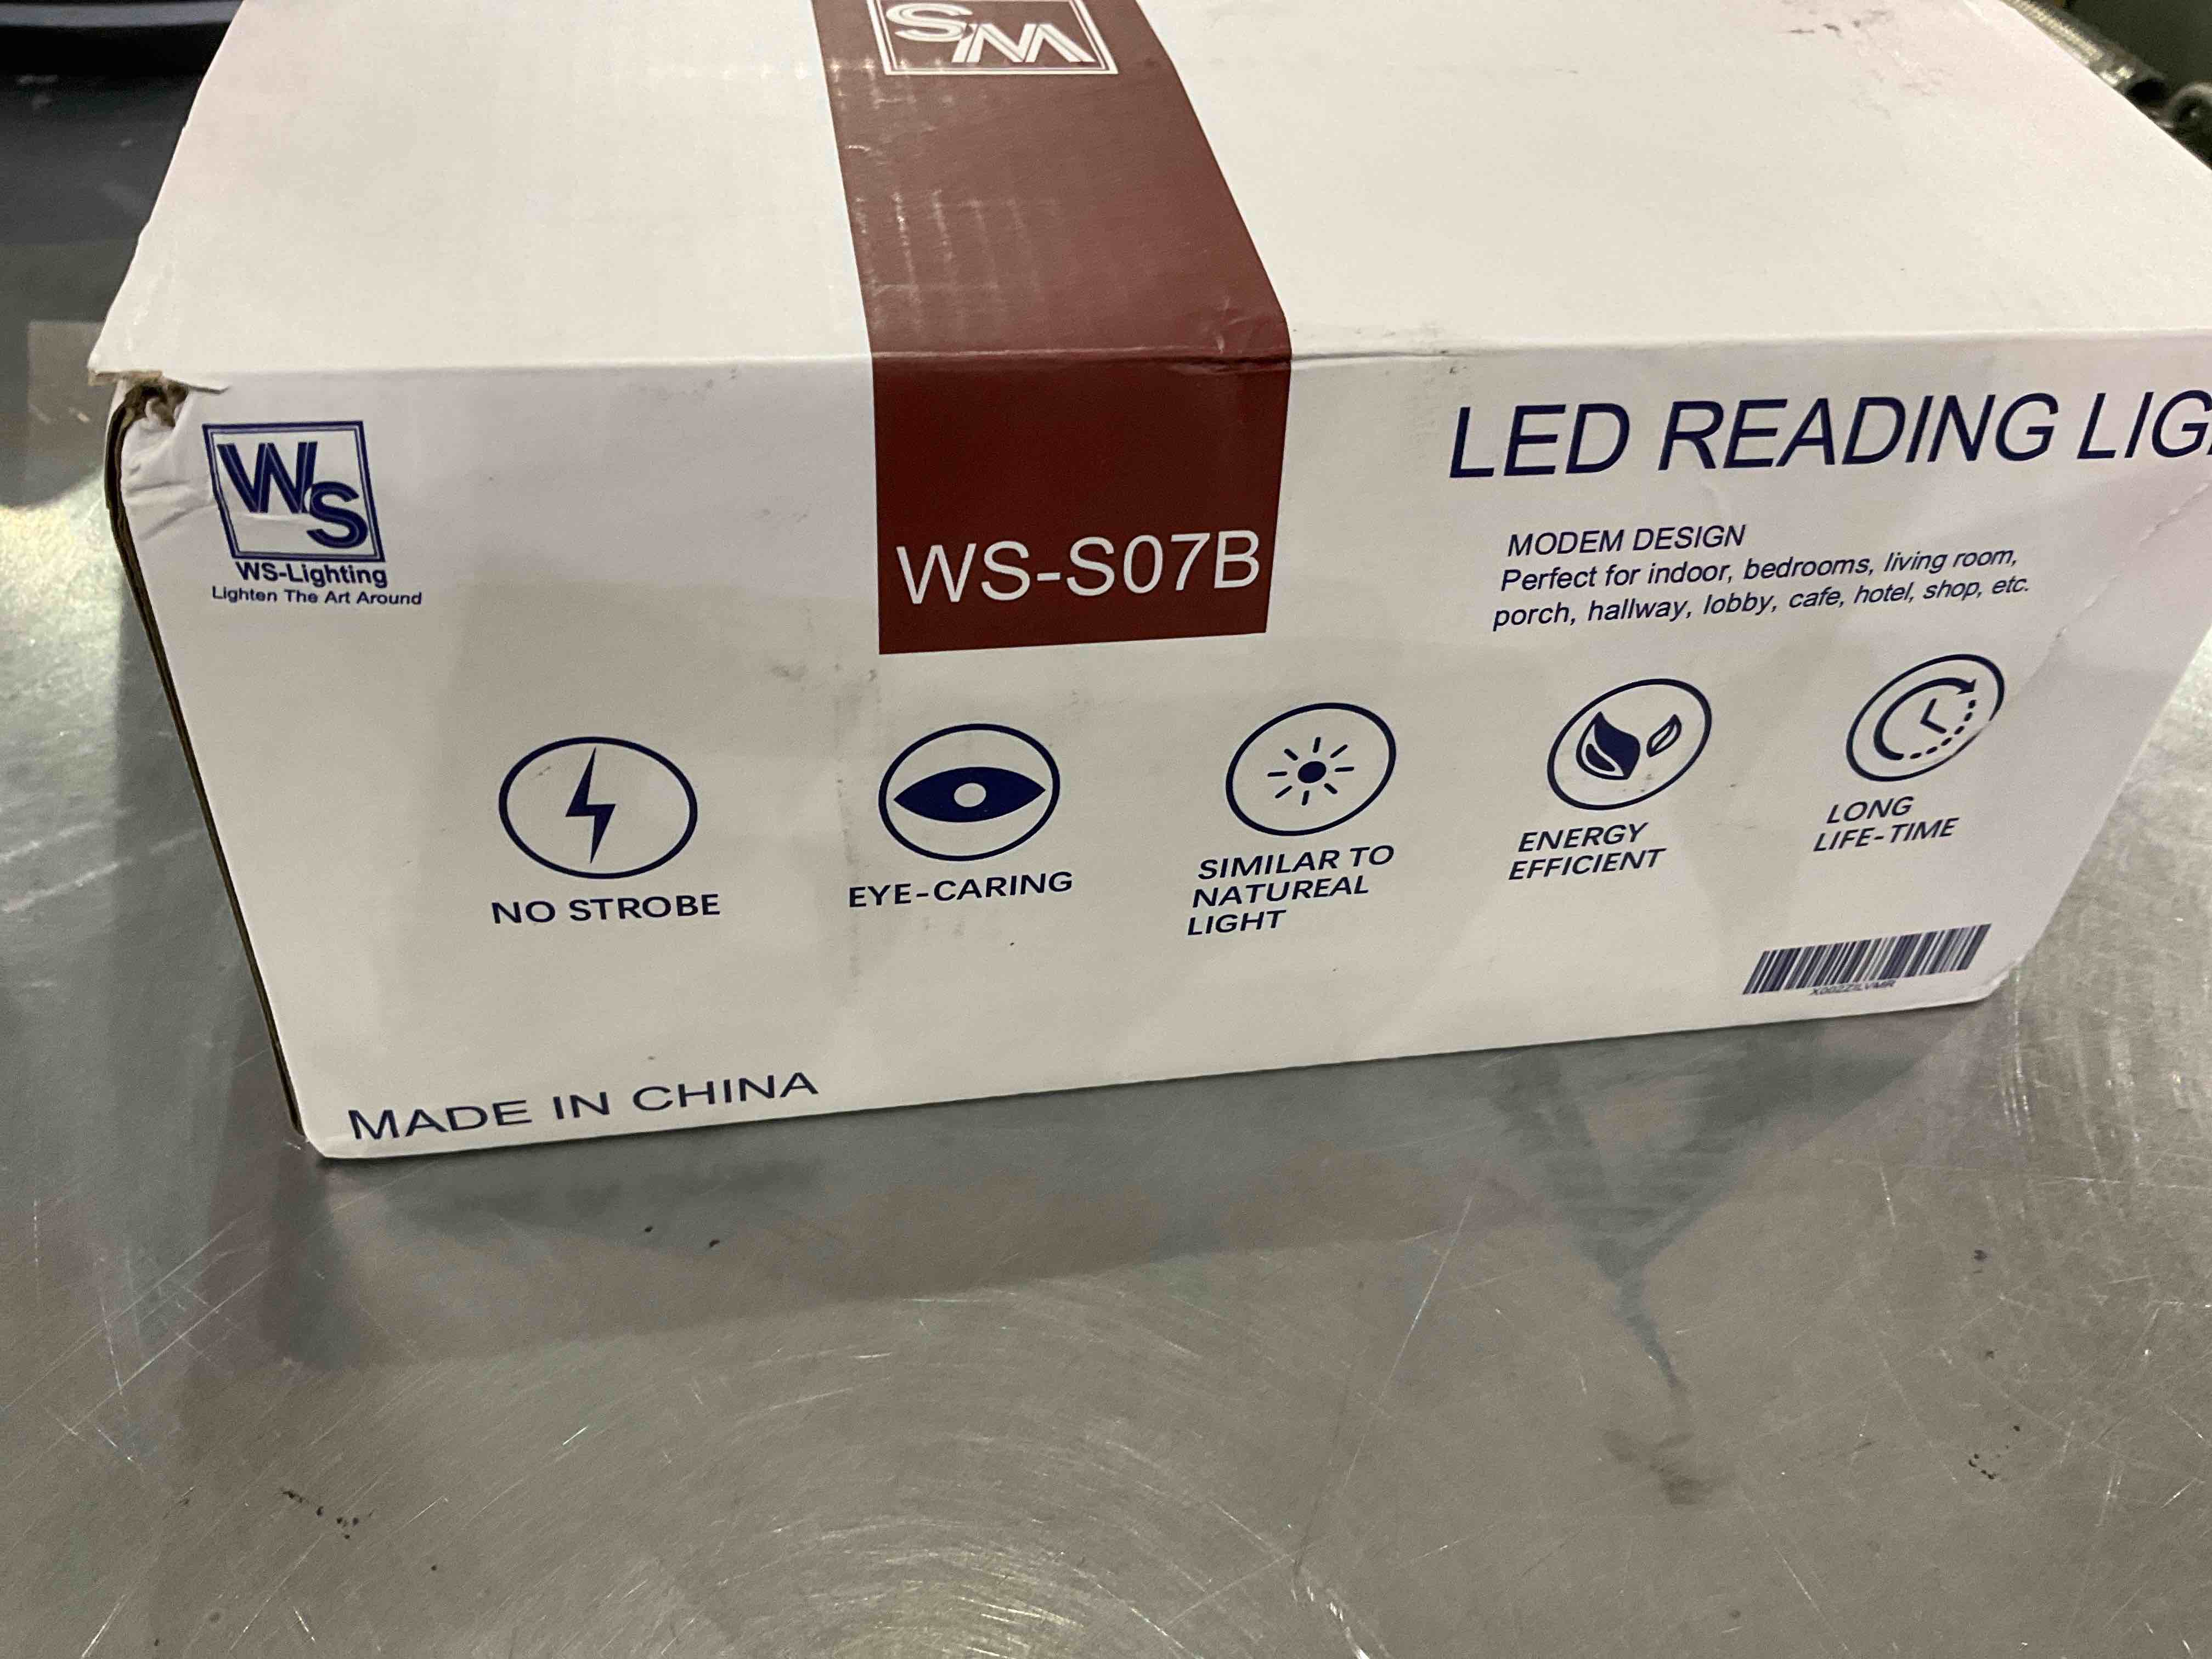 WS
WS
WS-Lighting
Lighten The Art Around
WS-S07B
LED READING LIG
MODEM DESIGN
Perfect for indoor, bedrooms, living room,
porch, hallway, lobby, cafe, hotel, shop, etc.
NO STROBE
EYE-CARING
SIMILAR TO
NATUREAL
LIGHT
ENERGY
EFFICIENT
LONG
LIFE-TIME
MADE IN CHINA